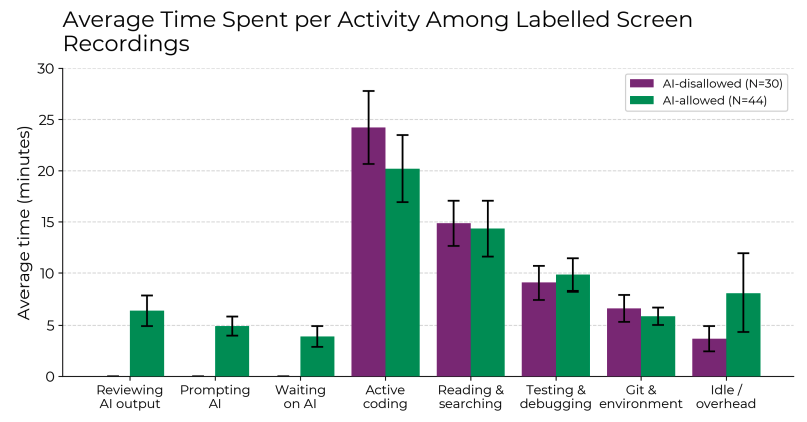 Average Time Spent per Activity Among Labelled Screen
Recordings
AI-disallowed (N=30)
AI-allowed (N=44)
Average time (minutes)
30
25
20
15
10
5
0
Reviewing
AI output
Prompting
AI
Waiting
on AI
Active
coding
Reading &
searching
Testing &
debugging
Git &
environment
Idle /
overhead